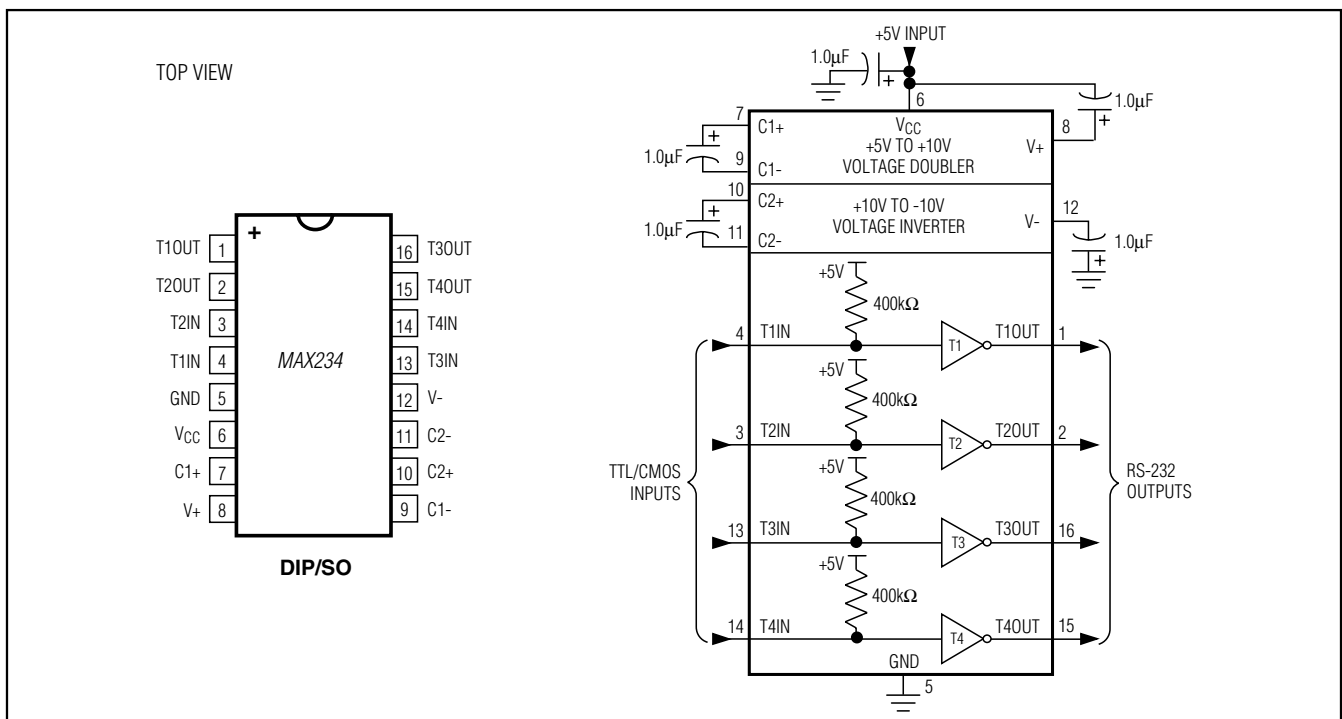 TOP VIEW
+
MAX234
T1OUT 1
T2OUT 2
T2IN 3
T1IN 4
GND 5
VCC 6
C1+ 7
V+ 8
16 T3OUT
15 T4OUT
14 T4IN
13 T3IN
12 V-
11 C2-
10 C2+
9 C1-
DIP/SO
+5V INPUT
1.0μF
+
6
1.0μF
+
7
C1+
VCC
+5V TO +10V
VOLTAGE DOUBLER
V+
8
1.0μF
+
9
C1-
10
C2+
+10V TO -10V
VOLTAGE INVERTER
V-
12
1.0μF
+
11
C2-
1.0μF
+
+5V
400kΩ
4
T1IN
T1
T1OUT
1
+5V
400kΩ
3
T2IN
T2
T2OUT
2
TTL/CMOS
INPUTS
RS-232
OUTPUTS
+5V
400kΩ
13
T3IN
T3
T3OUT
16
+5V
400kΩ
14
T4IN
T4
T4OUT
15
GND
5